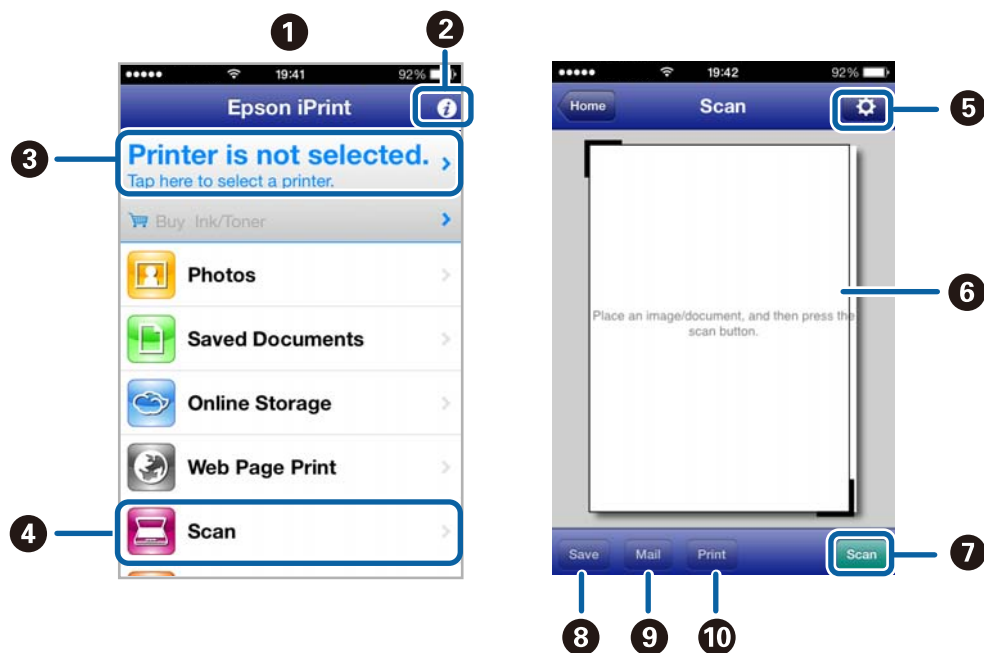 1
2
19:41
92%
Epson iPrint
i
3
Printer is not selected.
Tap here to select a printer.
Buy Ink/Toner
Photos
Saved Documents
Online Storage
Web Page Print
4
Scan
19:42
92%
Home
Scan
5
Place an image/document, and then press the
scan button.
6
Save
Mail
Print
Scan
7
8
9
10